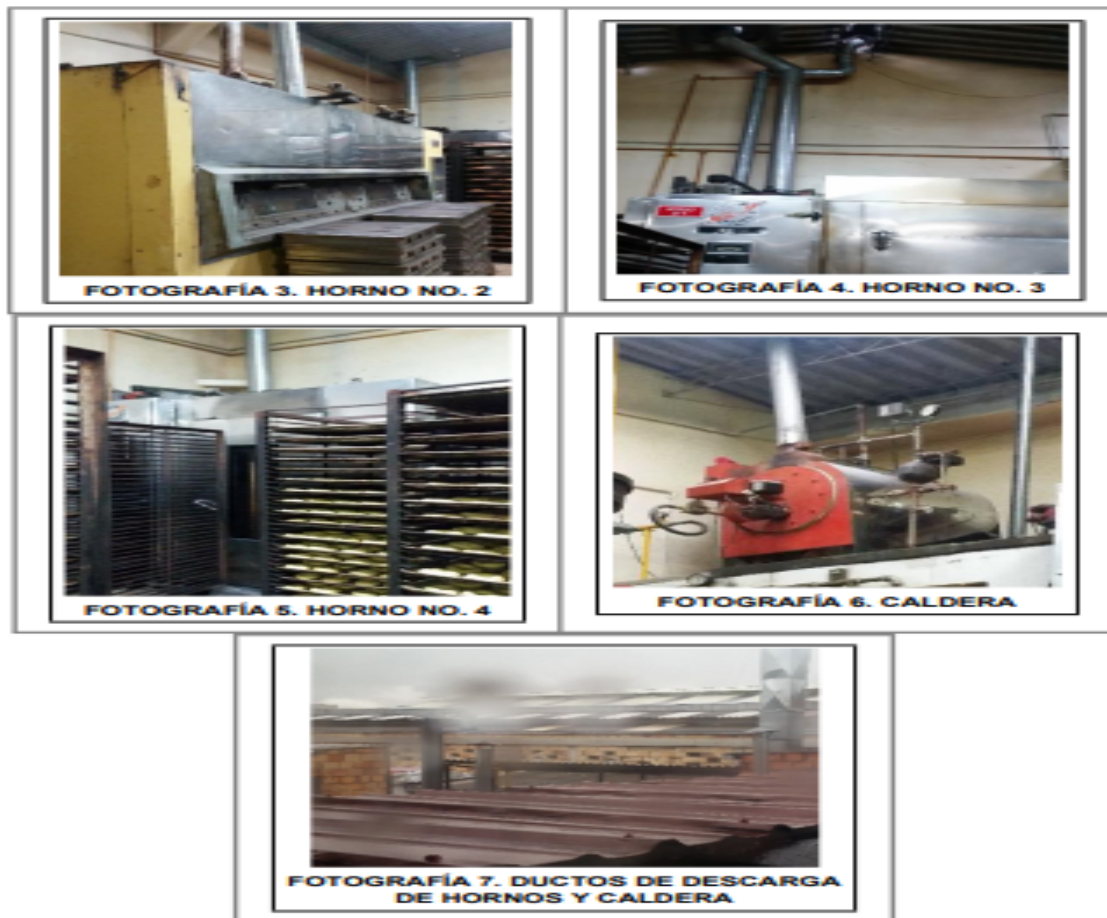 FOTOGRAFÍA 3. HORNO NO. 2
FOTOGRAFÍA 4. HORNO NO. 3
FOTOGRAFÍA 5. HORNO NO. 4
FOTOGRAFÍA 6. CALDERA
FOTOGRAFÍA 7. DUCTOS DE DESCARGA
DE HORNOS Y CALDERA